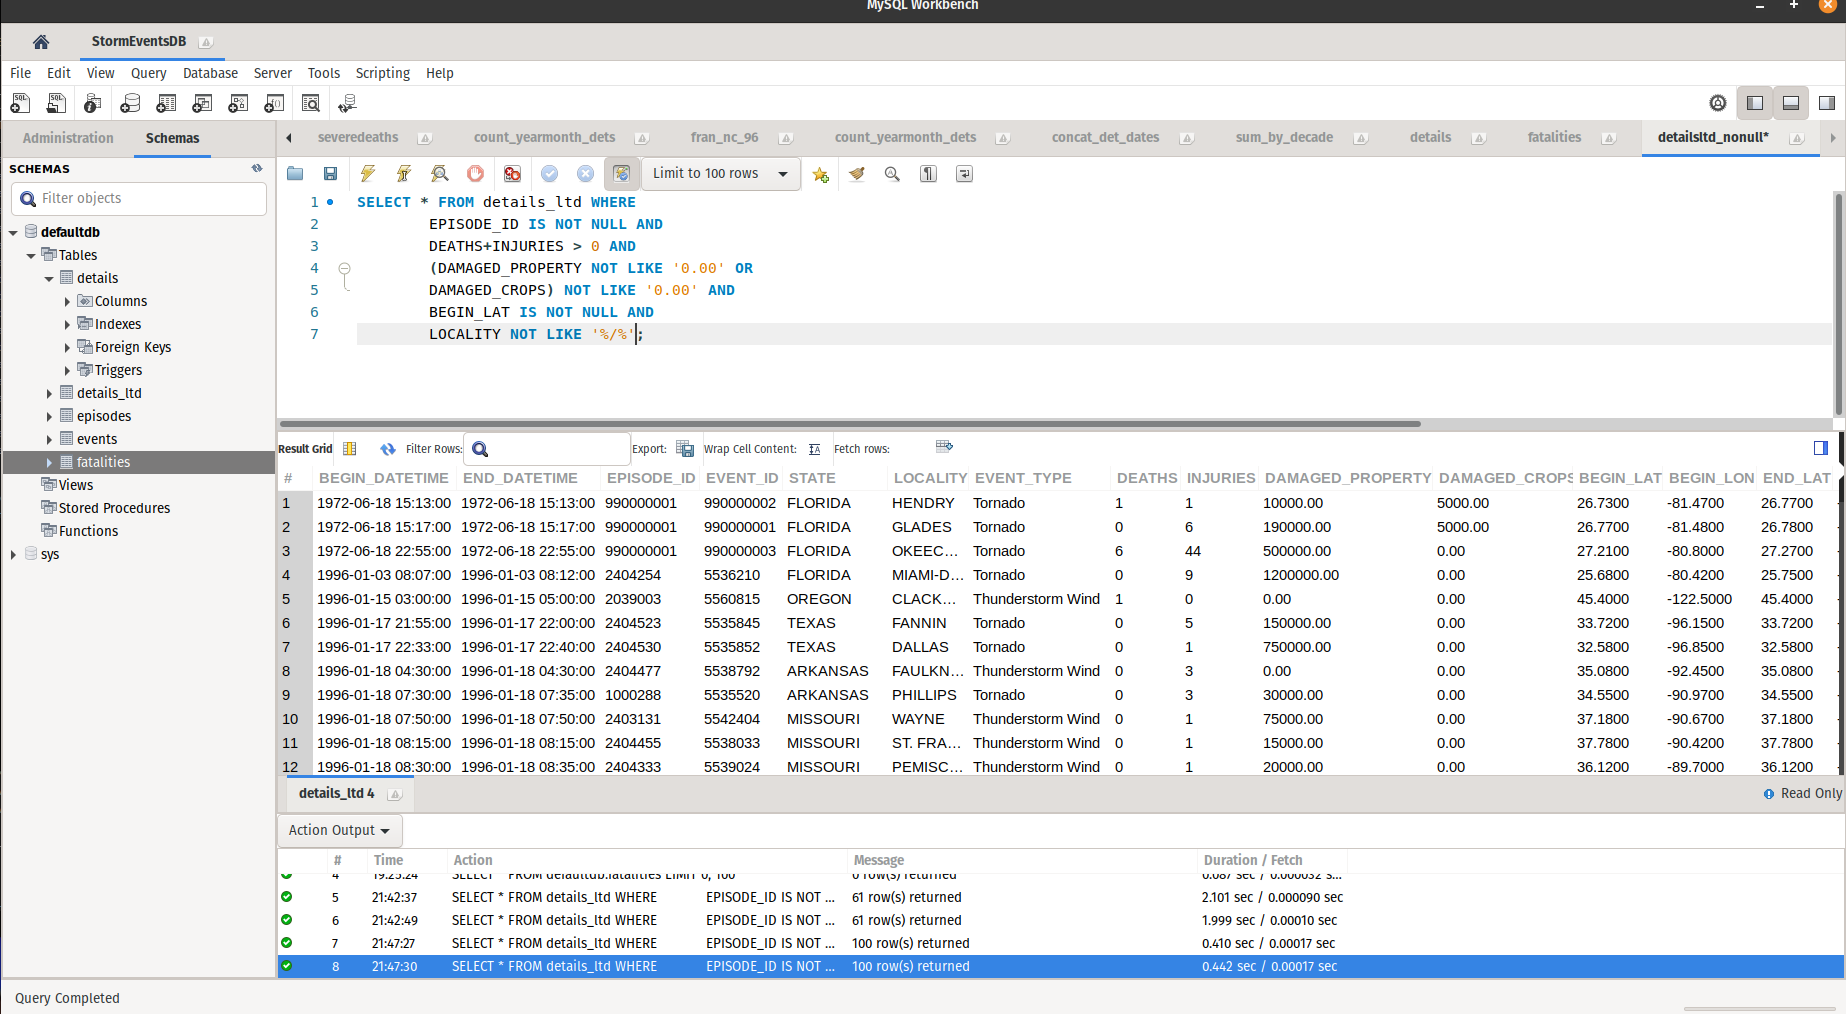 MySQL Workbench
StormEventsDB
File Edit View Query Database Server Tools Scripting Help
Administration Schemas
severedeaths count_yearmonth_dets fran_nc_96 count_yearmonth_dets concat_det_dates sum_by_decade details fatalities detailsltd_nonull*
SCHEMAS
Filter objects
defaultdb
Tables
details
Columns
Indexes
Foreign Keys
Triggers
details_ltd
episodes
events
fatalities
Views
Stored Procedures
Functions
sys
Limit to 100 rows
1 SELECT * FROM details_ltd WHERE
2 EPISODE_ID IS NOT NULL AND
3 DEATHS+INJURIES > 0 AND
4 (DAMAGED_PROPERTY NOT LIKE '0.00' OR
5 DAMAGED_CROPS) NOT LIKE '0.00' AND
6 BEGIN_LAT IS NOT NULL AND
7 LOCALITY NOT LIKE '%/%';
Result Grid Filter Rows: Export: Wrap Cell Content: Fetch rows:
# BEGIN_DATETIME END_DATETIME EPISODE_ID EVENT_ID STATE LOCALITY EVENT_TYPE DEATHS INJURIES DAMAGED_PROPERTY DAMAGED_CROPS BEGIN_LAT BEGIN_LON END_LAT
1 1972-06-18 15:13:00 1972-06-18 15:13:00 990000001 990000002 FLORIDA HENDRY Tornado 1 1 10000.00 5000.00 26.7300 -81.4700 26.7700
2 1972-06-18 15:17:00 1972-06-18 15:17:00 990000001 990000001 FLORIDA GLADES Tornado 0 6 190000.00 5000.00 26.7700 -81.4800 26.7800
3 1972-06-18 22:55:00 1972-06-18 22:55:00 990000001 990000003 FLORIDA OKEEC... Tornado 6 44 500000.00 0.00 27.2100 -80.8000 27.2700
4 1996-01-03 08:07:00 1996-01-03 08:12:00 2404254 5536210 FLORIDA MIAMI-D... Tornado 0 9 1200000.00 0.00 25.6800 -80.4200 25.7500
5 1996-01-15 03:00:00 1996-01-15 05:00:00 2039003 5560815 OREGON CLACK... Thunderstorm Wind 1 0 0.00 0.00 45.4000 -122.5000 45.4000
6 1996-01-17 21:55:00 1996-01-17 22:00:00 2404523 5535845 TEXAS FANNIN Tornado 0 5 150000.00 0.00 33.7200 -96.1500 33.7200
7 1996-01-17 22:33:00 1996-01-17 22:40:00 2404530 5535852 TEXAS DALLAS Tornado 0 1 750000.00 0.00 32.5800 -96.8500 32.5800
8 1996-01-18 04:30:00 1996-01-18 04:30:00 2404477 5538792 ARKANSAS FAULKN... Thunderstorm Wind 0 3 0.00 0.00 35.0800 -92.4500 35.0800
9 1996-01-18 07:30:00 1996-01-18 07:35:00 1000288 5535520 ARKANSAS PHILLIPS Tornado 0 3 30000.00 0.00 34.5500 -90.9700 34.5500
10 1996-01-18 07:50:00 1996-01-18 07:50:00 2403131 5542404 MISSOURI WAYNE Thunderstorm Wind 0 1 75000.00 0.00 37.1800 -90.6700 37.1800
11 1996-01-18 08:15:00 1996-01-18 08:15:00 2404455 5538033 MISSOURI ST. FRA... Thunderstorm Wind 0 1 15000.00 0.00 37.7800 -90.4200 37.7800
12 1996-01-18 08:30:00 1996-01-18 08:35:00 2404333 5539024 MISSOURI PEMISC... Thunderstorm Wind 0 1 20000.00 0.00 36.1200 -89.7000 36.1200
details_ltd 4 Read Only
Action Output
# Time Action Message Duration / Fetch
4 19:25:24 SELECT * FROM defaultdb.fatalities LIMIT 0, 100 0 row(s) returned 0.087 sec / 0.000032 s...
5 21:42:37 SELECT * FROM details_ltd WHERE EPISODE_ID IS NOT ... 61 row(s) returned 2.101 sec / 0.000090 sec
6 21:42:49 SELECT * FROM details_ltd WHERE EPISODE_ID IS NOT ... 61 row(s) returned 1.999 sec / 0.00010 sec
7 21:47:27 SELECT * FROM details_ltd WHERE EPISODE_ID IS NOT ... 100 row(s) returned 0.410 sec / 0.00017 sec
8 21:47:30 SELECT * FROM details_ltd WHERE EPISODE_ID IS NOT ... 100 row(s) returned 0.442 sec / 0.00017 sec
Query Completed